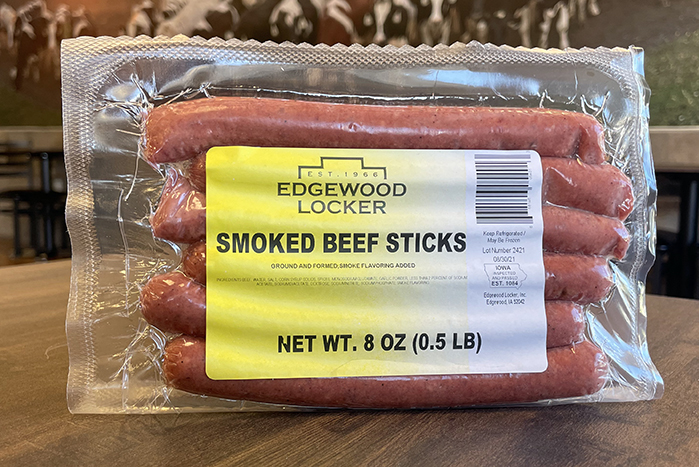 EST. 1966
EDGEWOOD
LOCKER
SMOKED BEEF STICKS
GROUND AND FORMED, SMOKE FLAVORING ADDED
NET WT. 8 OZ (0.5 LB)
Keep Refrigerated /
May Be Frozen
Lot Number 2421
08/30/21
IOWA
INSPECTED
AND PASSED
EST. 1084
Edgewood Locker, Inc.
Edgewood, IA 52042